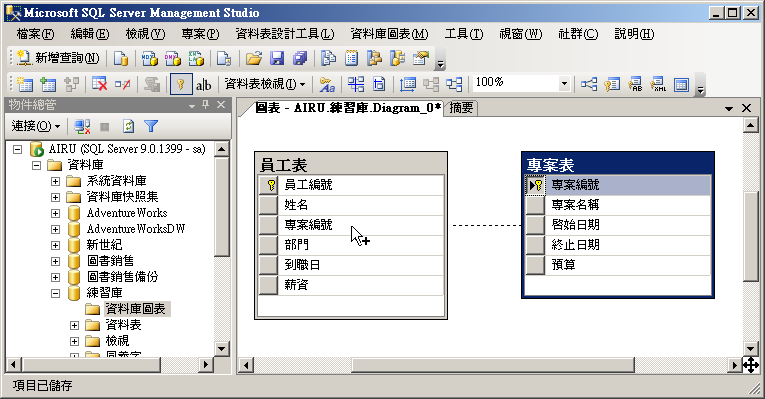 Microsoft SQL Server Management Studio
檔案(F) 編輯(E) 檢視(V) 專案(P) 資料表設計工具(L) 資料庫圖表(M) 工具(T) 視窗(W) 社群(C) 說明(H)
新增查詢(N)
a|b 資料表檢視(I) 100%
物件總管
圖表 - AIRU.練習庫.Diagram_0* 摘要
連接(O)
AIRU (SQL Server 9.0.1399 - sa)
資料庫
系統資料庫
資料庫快照集
AdventureWorks
AdventureWorksDW
新世紀
圖書銷售
圖書銷售備份
練習庫
資料庫圖表
資料表
檢視
同義字
員工表
員工編號
姓名
專案編號
部門
到職日
薪資
專案表
專案編號
專案名稱
啟始日期
終止日期
預算
項目已儲存